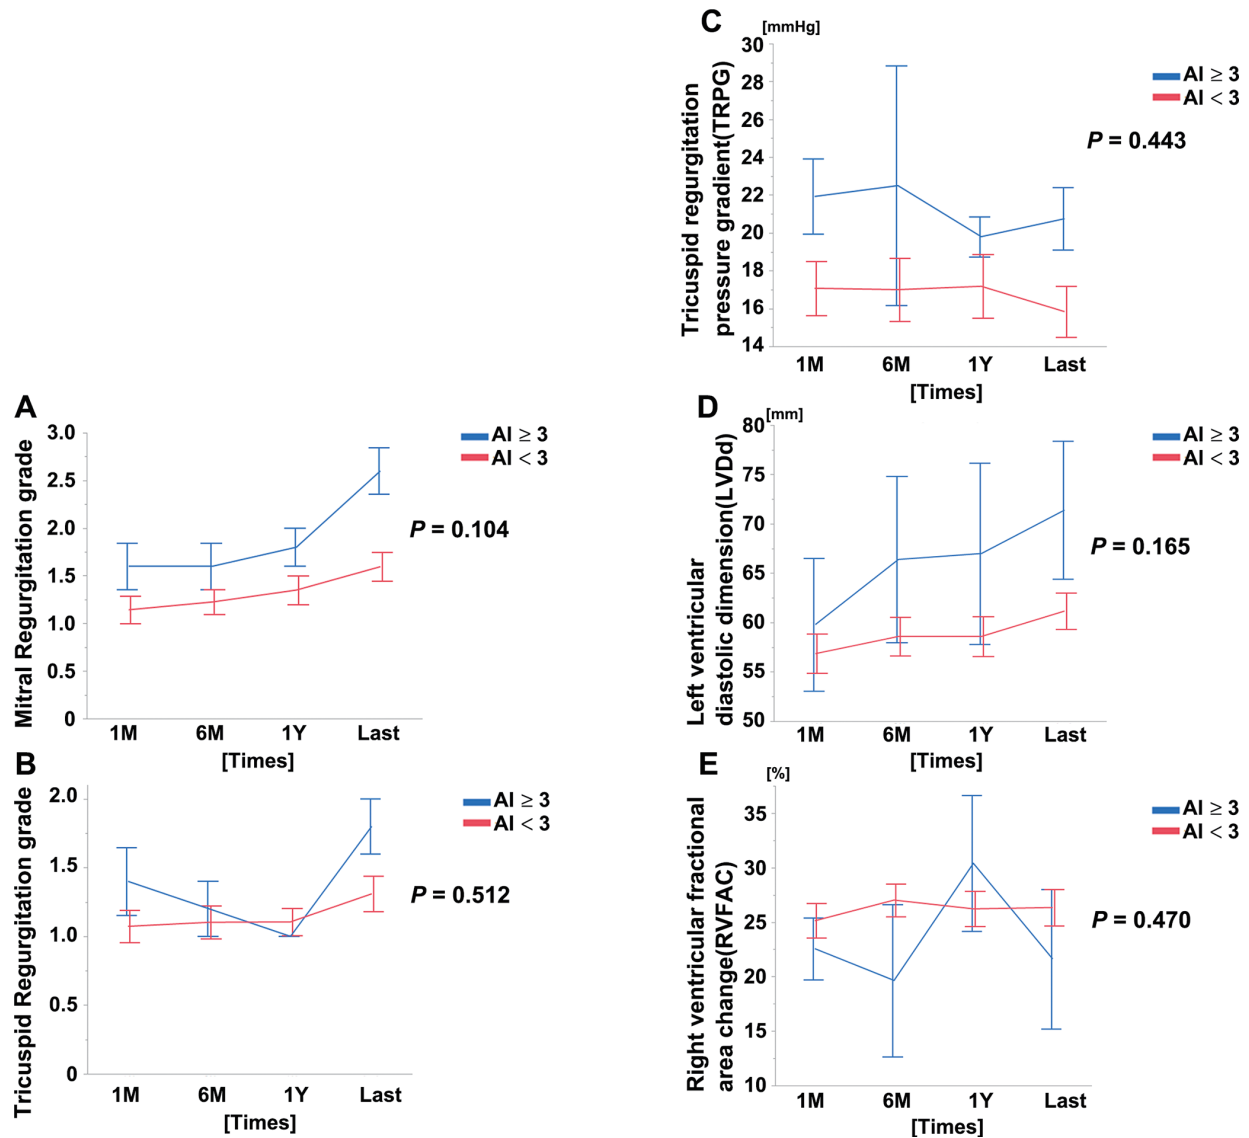 A
Mitral Regurgitation grade
3.0
2.5
2.0
1.5
1.0
0.5
0
1M 6M 1Y Last
[Times]
AI ≥ 3
AI < 3
P = 0.104
B
Tricuspid Regurgitation grade
2.0
1.5
1.0
0.5
0
1M 6M 1Y Last
[Times]
AI ≥ 3
AI < 3
P = 0.512
C
[mmHg]
Tricuspid regurgitation
pressure gradient(TRPG)
30
28
26
24
22
20
18
16
14
1M 6M 1Y Last
[Times]
AI ≥ 3
AI < 3
P = 0.443
D
[mm]
Left ventricular
diastolic dimension(LVDd)
80
75
70
65
60
55
50
1M 6M 1Y Last
[Times]
AI ≥ 3
AI < 3
P = 0.165
E
[%]
Right ventricular fractional
area change(RVFAC)
35
30
25
20
15
10
1M 6M 1Y Last
[Times]
AI ≥ 3
AI < 3
P = 0.470